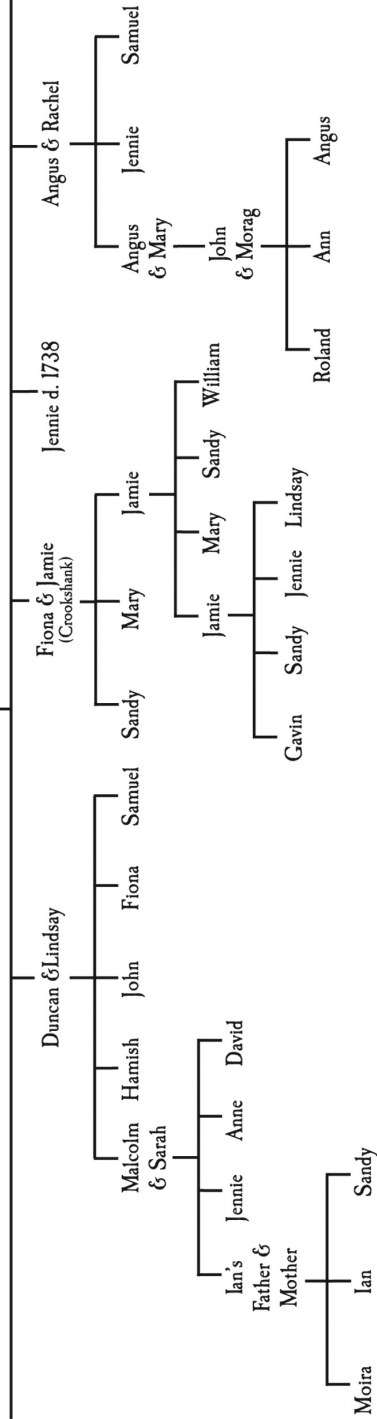 Duncan &Lindsay
Fiona & Jamie
(Crookshank)
Jennie d. 1738
Angus & Rachel
Malcolm
& Sarah
Hamish
John
Fiona
Samuel
Sandy
Mary
Jamie
Angus
& Mary
Jennie
Samuel
Ian's
Father &
Mother
Jennie
Anne
David
Jamie
Mary
Sandy
William
John
& Morag
Moira
Ian
Sandy
Gavin
Sandy
Jennie
Lindsay
Roland
Ann
Angus